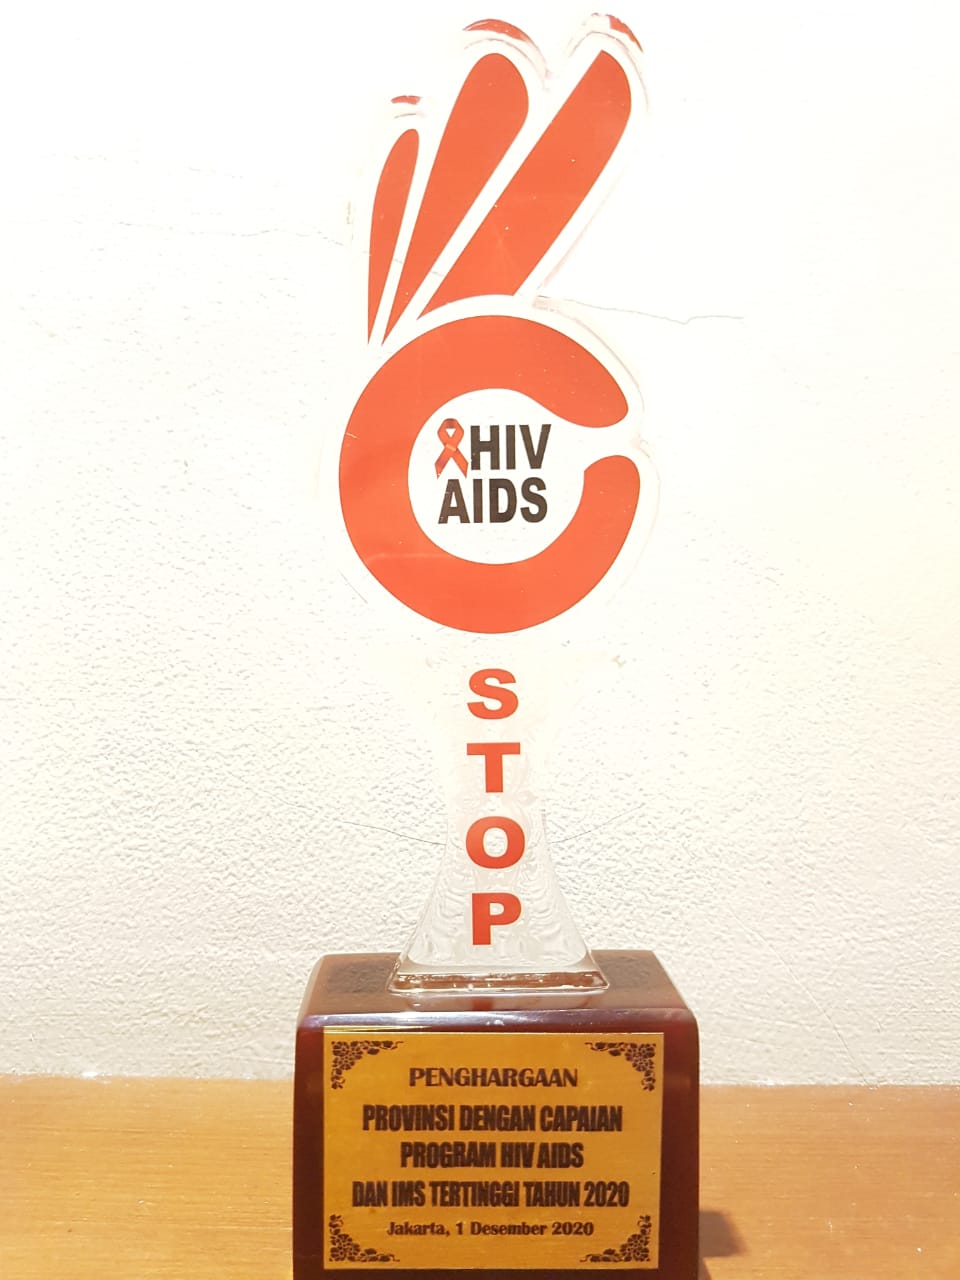 HIV
AIDS
STOP
PENGHARGAAN
PROVINSI DENGAN CAPAIAN
PROGRAM HIV AIDS
DAN IMS TERTINGGI TAHUN 2020
Jakarta, 1 Desember 2020